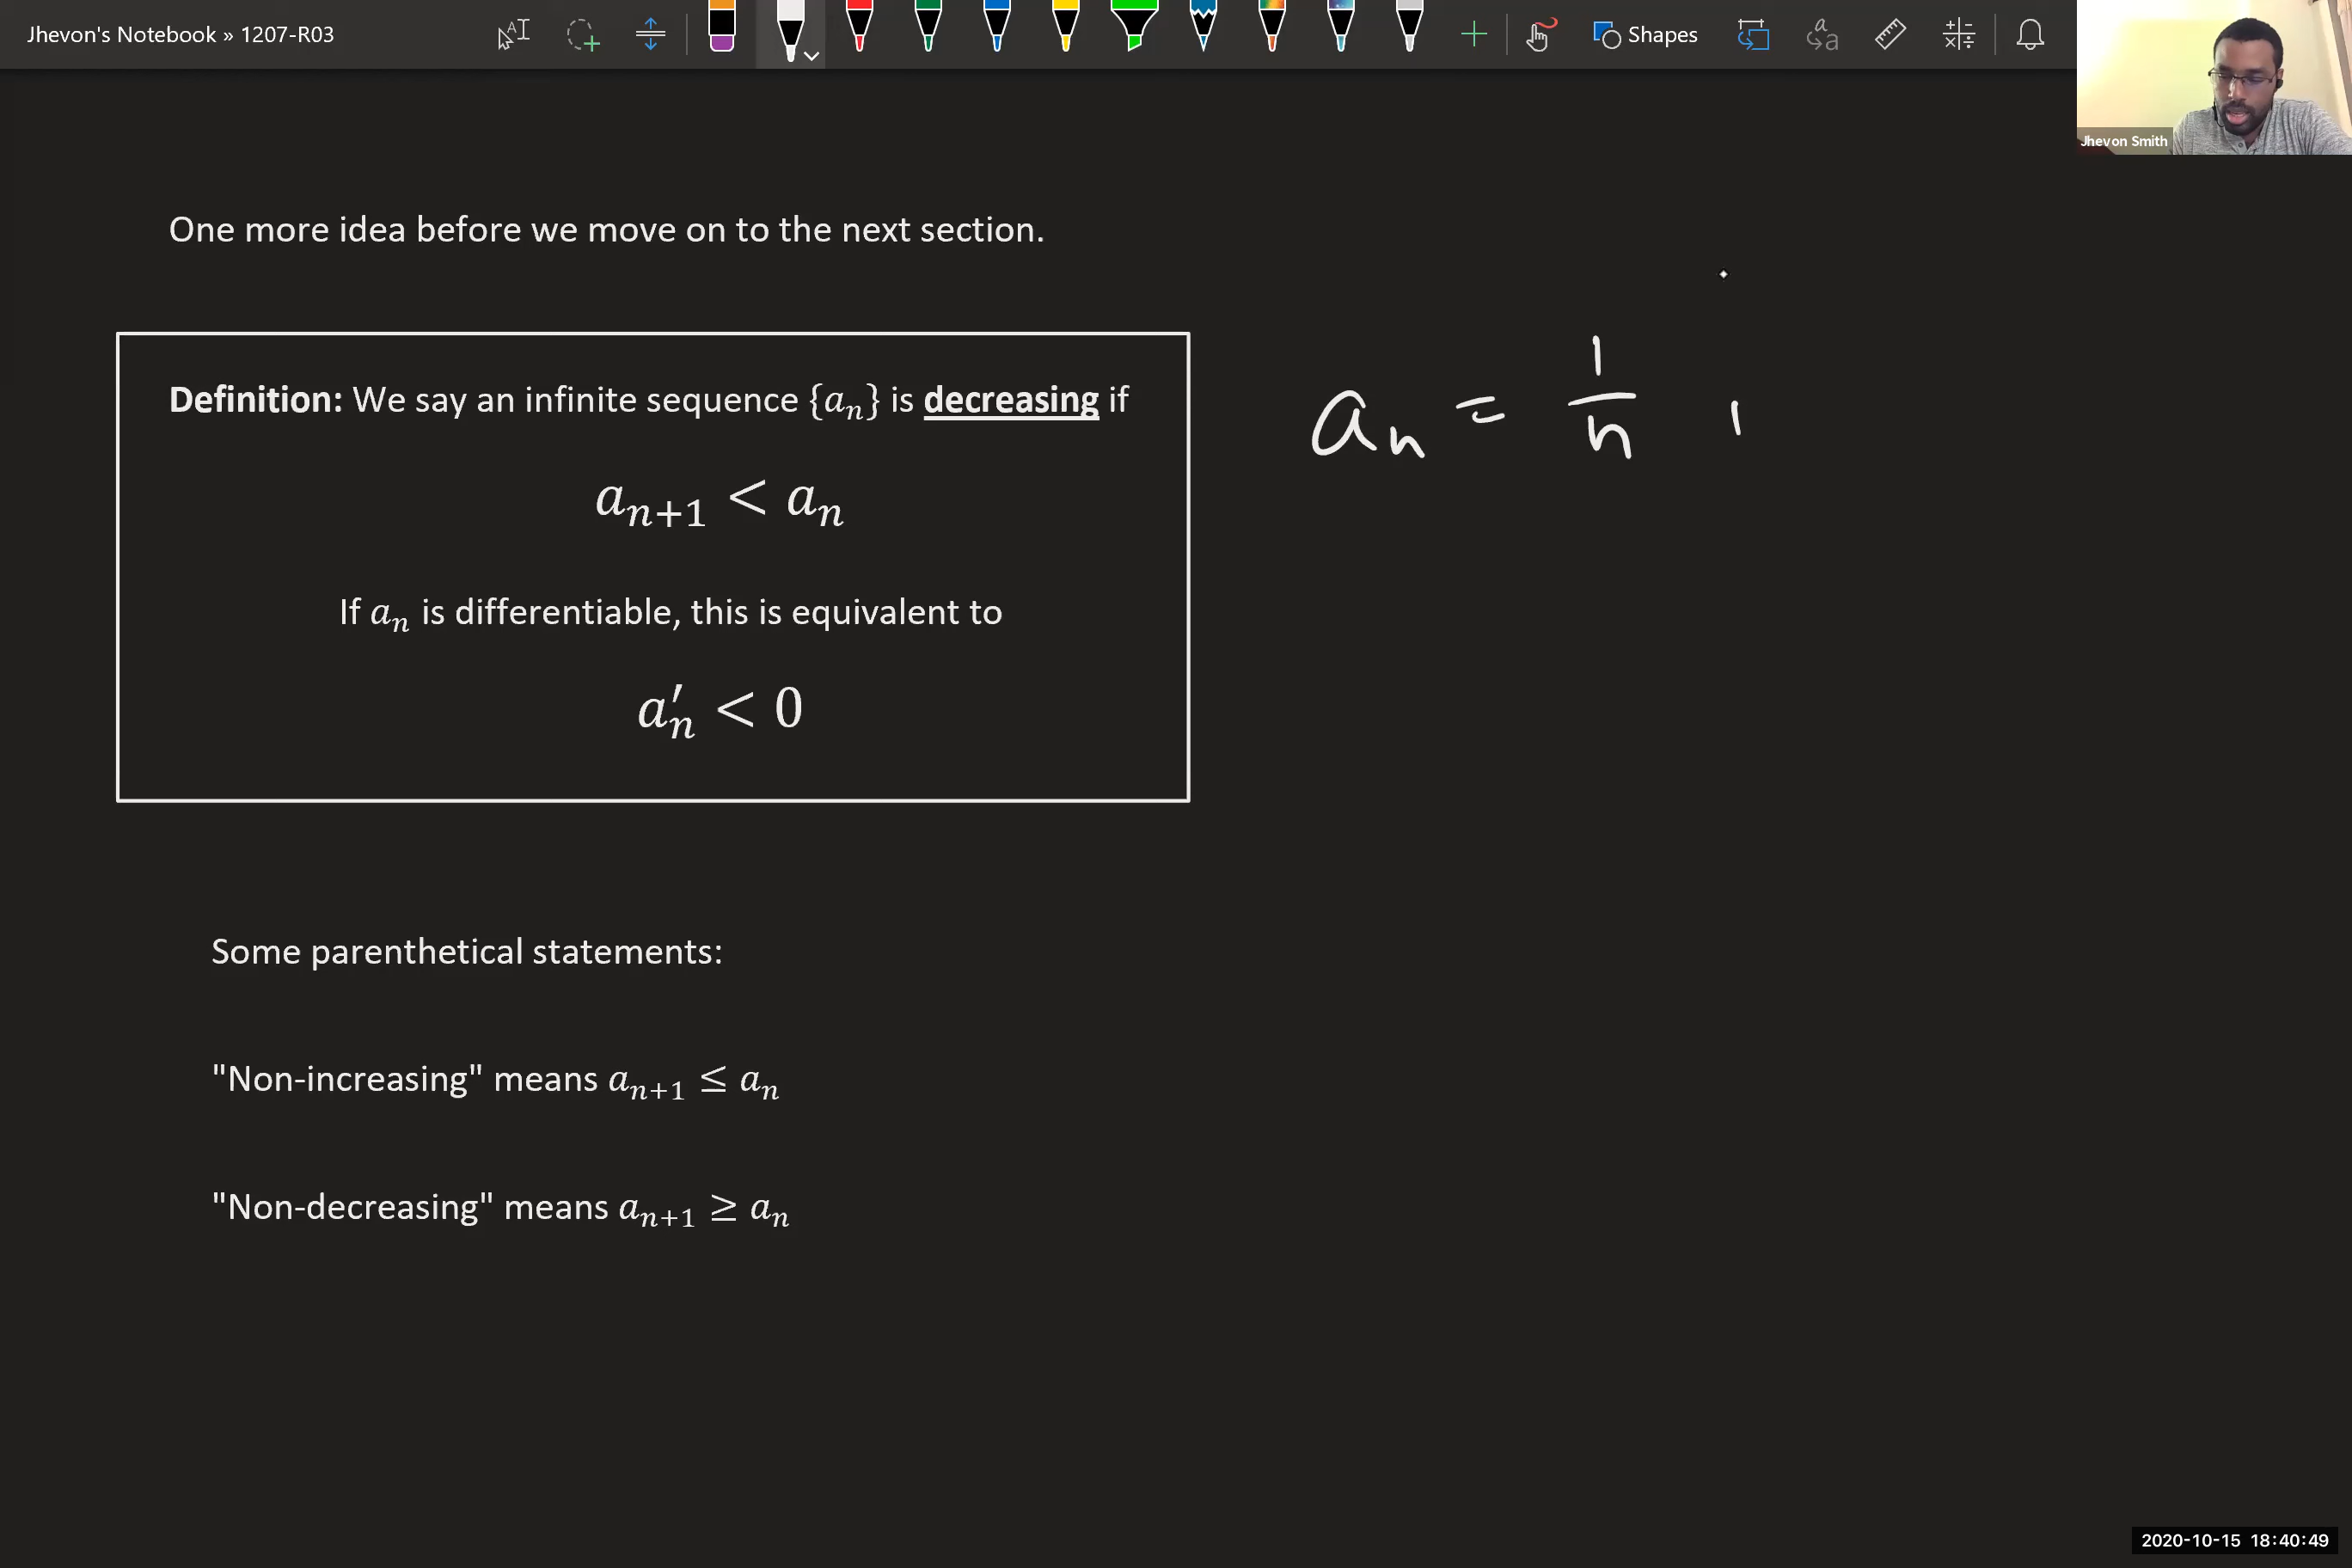 Jhevon's Notebook » 1207-R03
Shapes
Jhevon Smith
One more idea before we move on to the next section.
Definition: We say an infinite sequence {aₙ} is decreasing if
aₙ₊₁ < aₙ
If aₙ is differentiable, this is equivalent to
a′ₙ < 0
aₙ = 1/n ,
Some parenthetical statements:
"Non-increasing" means aₙ₊₁ ≤ aₙ
"Non-decreasing" means aₙ₊₁ ≥ aₙ
2020-10-15 18:40:49